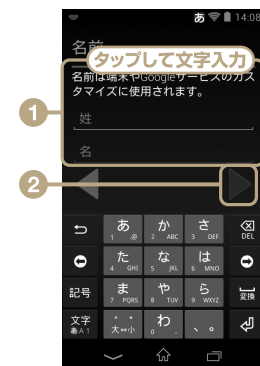 あ 14:08
名前
タップして文字入力
名前は端末やGoogleサービスのカス
タマイズに使用されます。
1
姓
名
2
あ 1 .@
か 2 ABC
さ 3 DEF
DEL
た 4 GHI
な 5 JKL
は 6 MNO
記号
ま 7 PQRS
や 8 TUV
ら 9 WXYZ
変換
文字 あA1
゛゜ 大⇔小
わ 0
、。